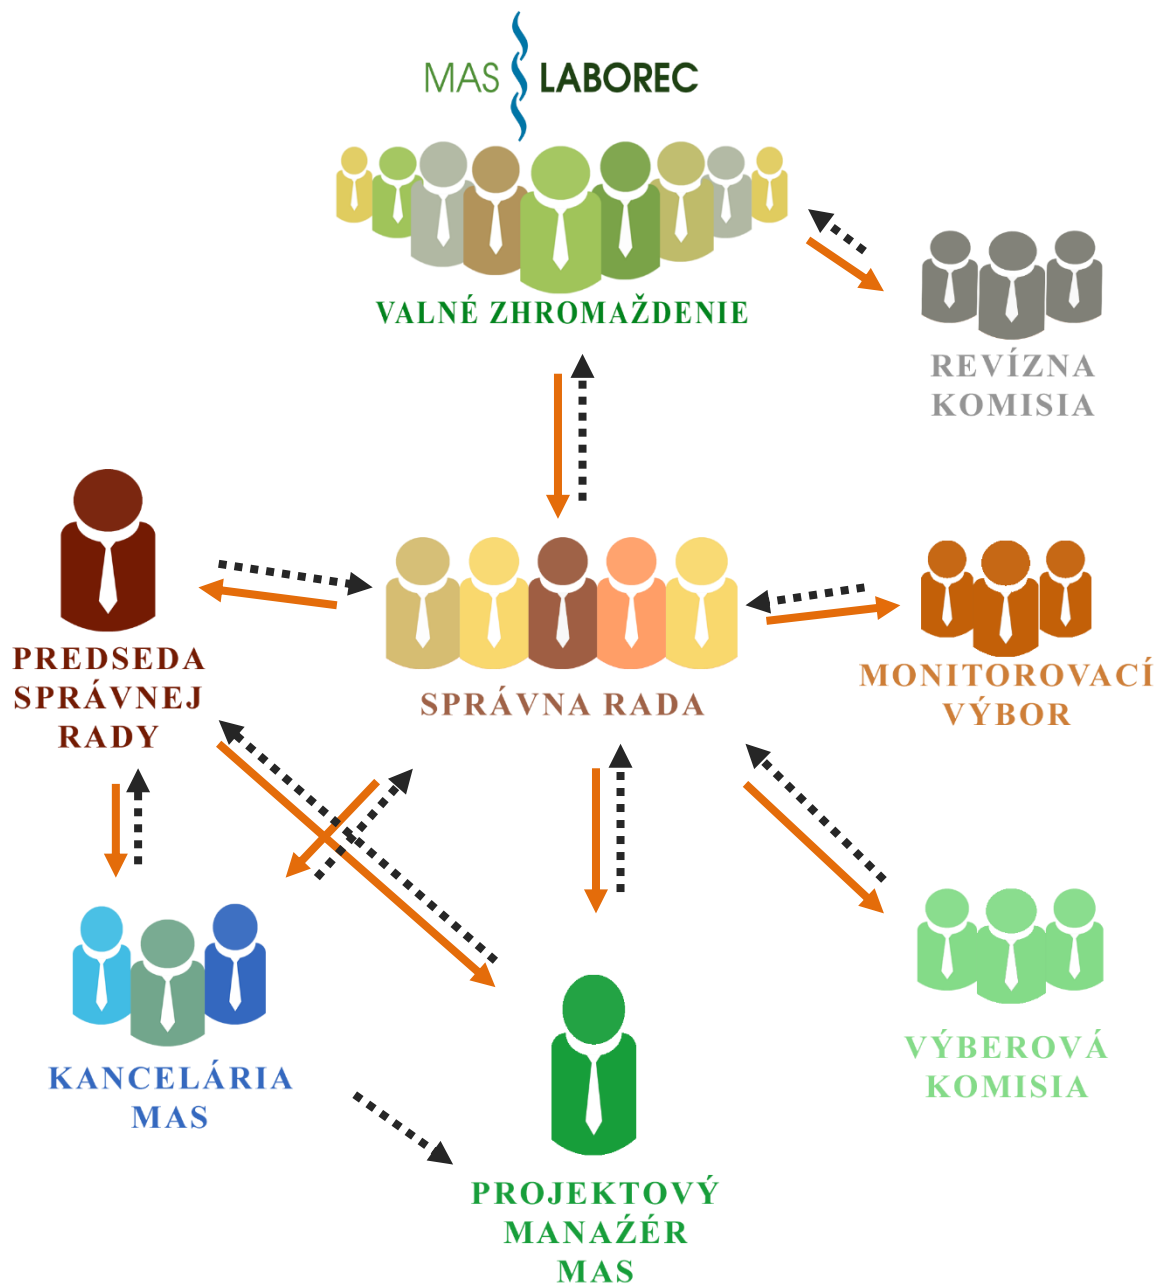 MAS LABOREC
VALNÉ ZHROMAŽDENIE
REVÍZNA
KOMISIA
PREDSEDA
SPRÁVNEJ
RADY
SPRÁVNA RADA
MONITOROVACÍ
VÝBOR
KANCELÁRIA
MAS
VÝBEROVÁ
KOMISIA
PROJEKTOVÝ
MANAŹÉR
MAS